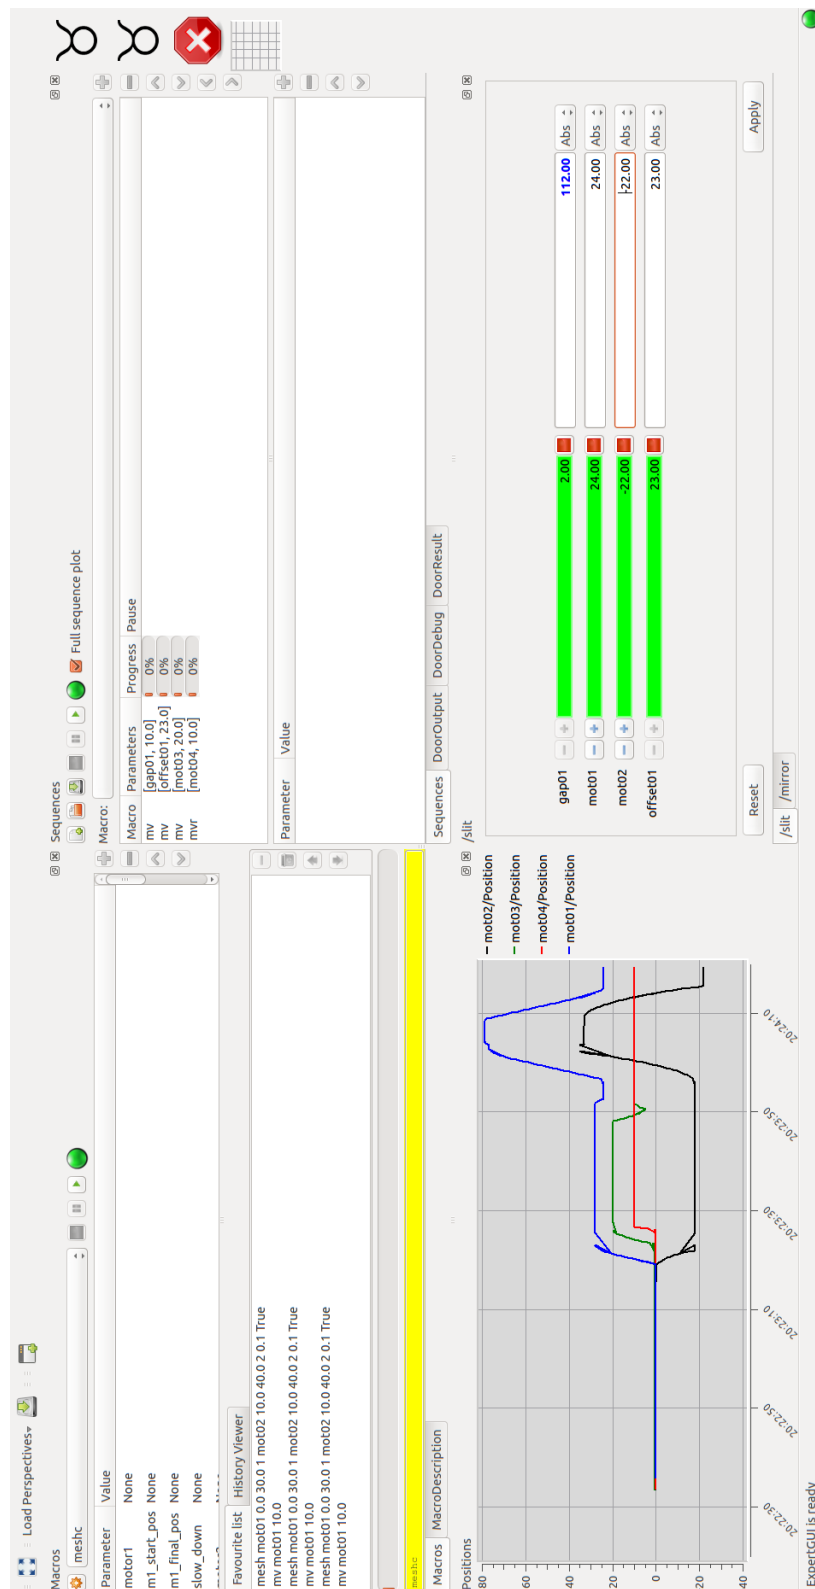 Load Perspectives
Macros
meshc
Parameter Value
motor1 None
m1_start_pos None
m1_final_pos None
slow_down None
Favourite list History Viewer
mesh mot01 0.0 30.0 1 mot02 10.0 40.0 2 0.1 True
mv mot01 10.0
mesh mot01 0.0 30.0 1 mot02 10.0 40.0 2 0.1 True
mv mot01 10.0
mesh mot01 0.0 30.0 1 mot02 10.0 40.0 2 0.1 True
mv mot01 10.0
meshc
Macros MacroDescription
Sequences
Full sequence plot
Macro:
Macro Parameters Progress Pause
mv [gap01, 10.0] 0%
mv [offset01, 23.0] 0%
mv [mot03, 20.0] 0%
mvr [mot04, 10.0] 0%
Parameter Value
Sequences DoorOutput DoorDebug DoorResult
Positions
80
60
40
20
0
20
40
20:22:30
20:22:50
20:23:10
20:23:30
20:23:50
20:24:10
mot02/Position
mot03/Position
mot04/Position
mot01/Position
/slit
gap01 2.00 112.00 Abs
mot01 24.00 24.00 Abs
mot02 -22.00 -22.00 Abs
offset01 23.00 23.00 Abs
Reset Apply
/slit /mirror
ExpertGUI is ready